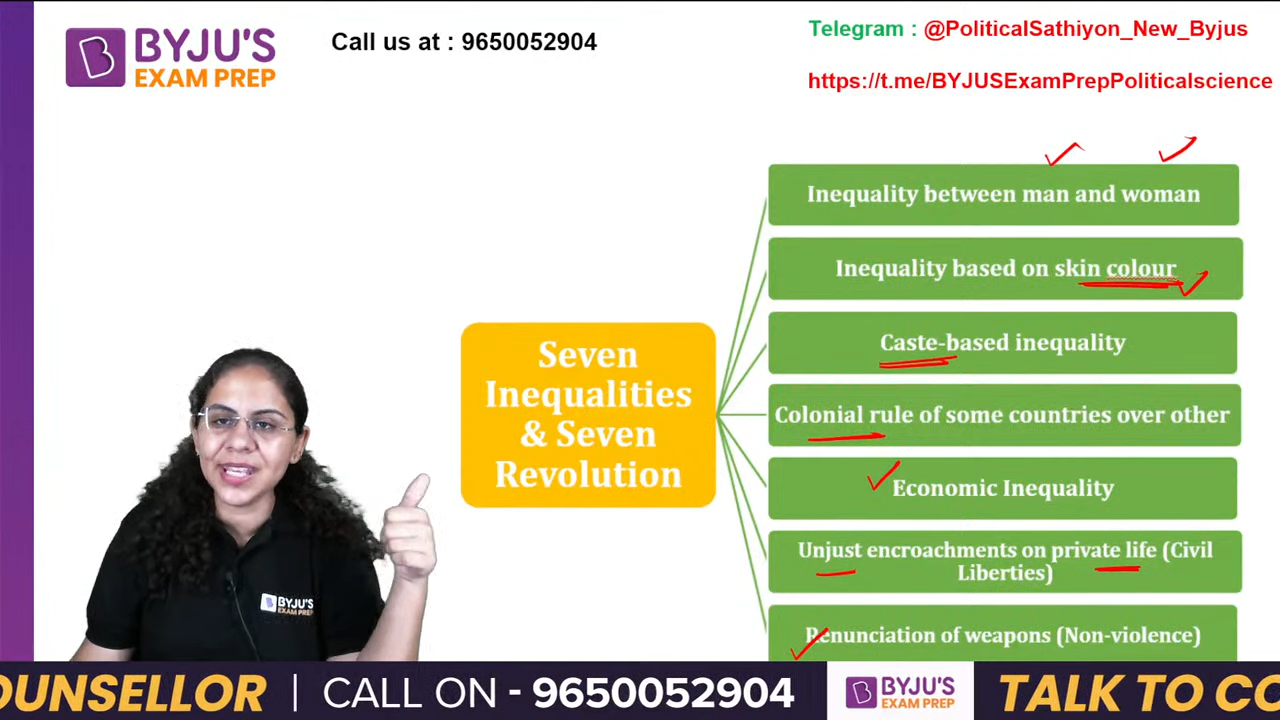 BYJU'S
EXAM PREP
Call us at : 9650052904
Telegram : @PoliticalSathiyon_New_Byjus
https://t.me/BYJUSExamPrepPoliticalscience
Seven
Inequalities
& Seven
Revolution
Inequality between man and woman
Inequality based on skin colour
Caste-based inequality
Colonial rule of some countries over other
Economic Inequality
Unjust encroachments on private life (Civil
Liberties)
Renunciation of weapons (Non-violence)
BYJU'S
EXAM PREP
OUNSELLOR | CALL ON - 9650052904
BYJU'S
EXAM PREP
TALK TO CO